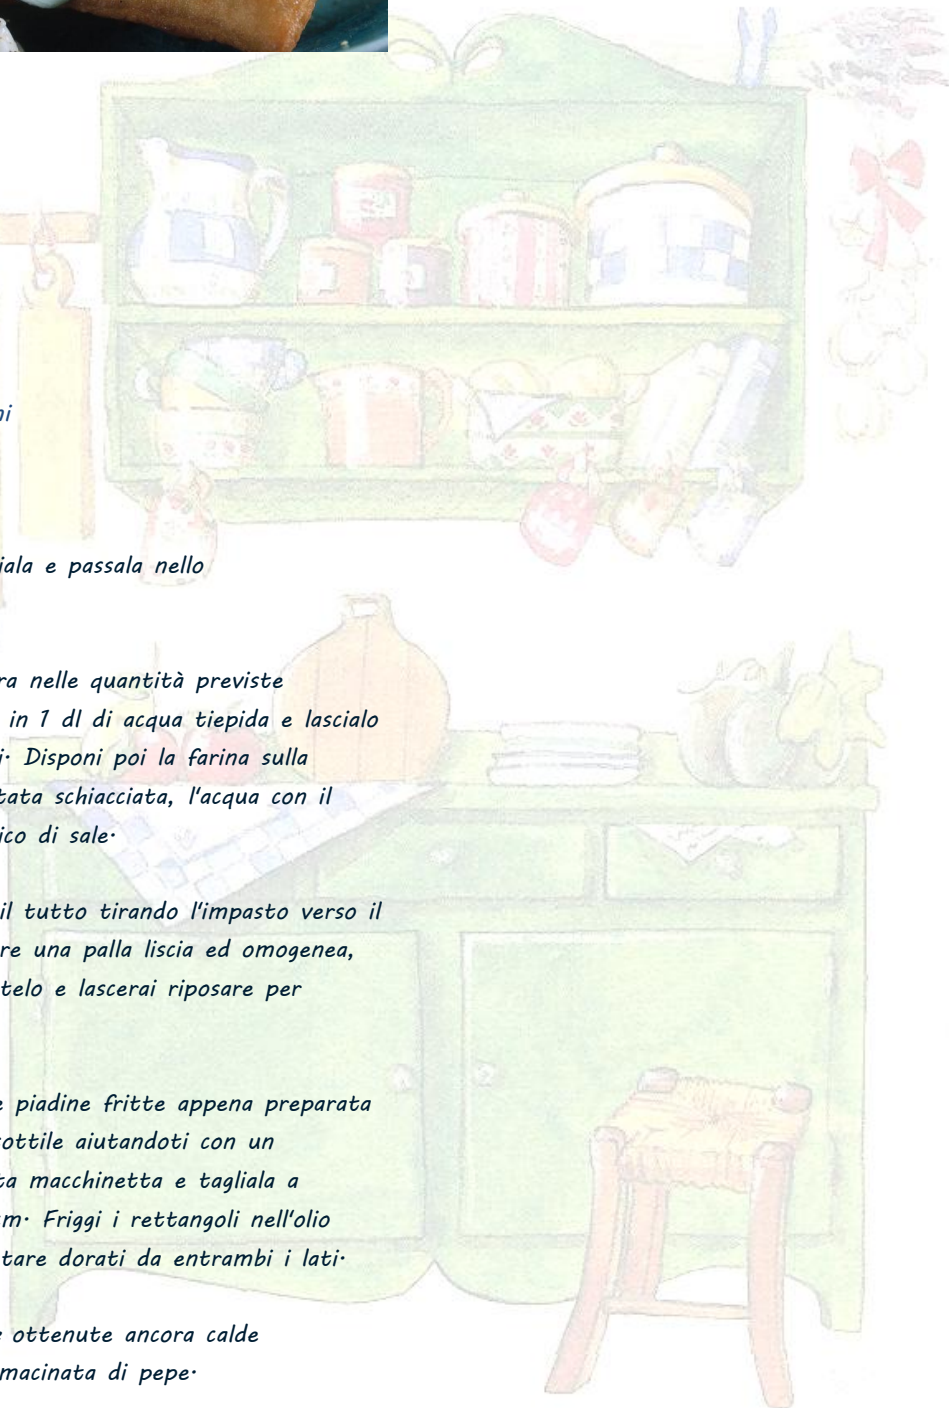 ni
iala e passala nello
ra nelle quantità previste
in 1 dl di acqua tiepida e lascialo
i. Disponi poi la farina sulla
tata schiacciata, l'acqua con il
ico di sale.
il tutto tirando l'impasto verso il
re una palla liscia ed omogenea,
telo e lascerai riposare per
e piadine fritte appena preparata
ottile aiutandoti con un
ta macchinetta e tagliala a
m. Friggi i rettangoli nell'olio
tare dorati da entrambi i lati.
e ottenute ancora calde
macinata di pepe.